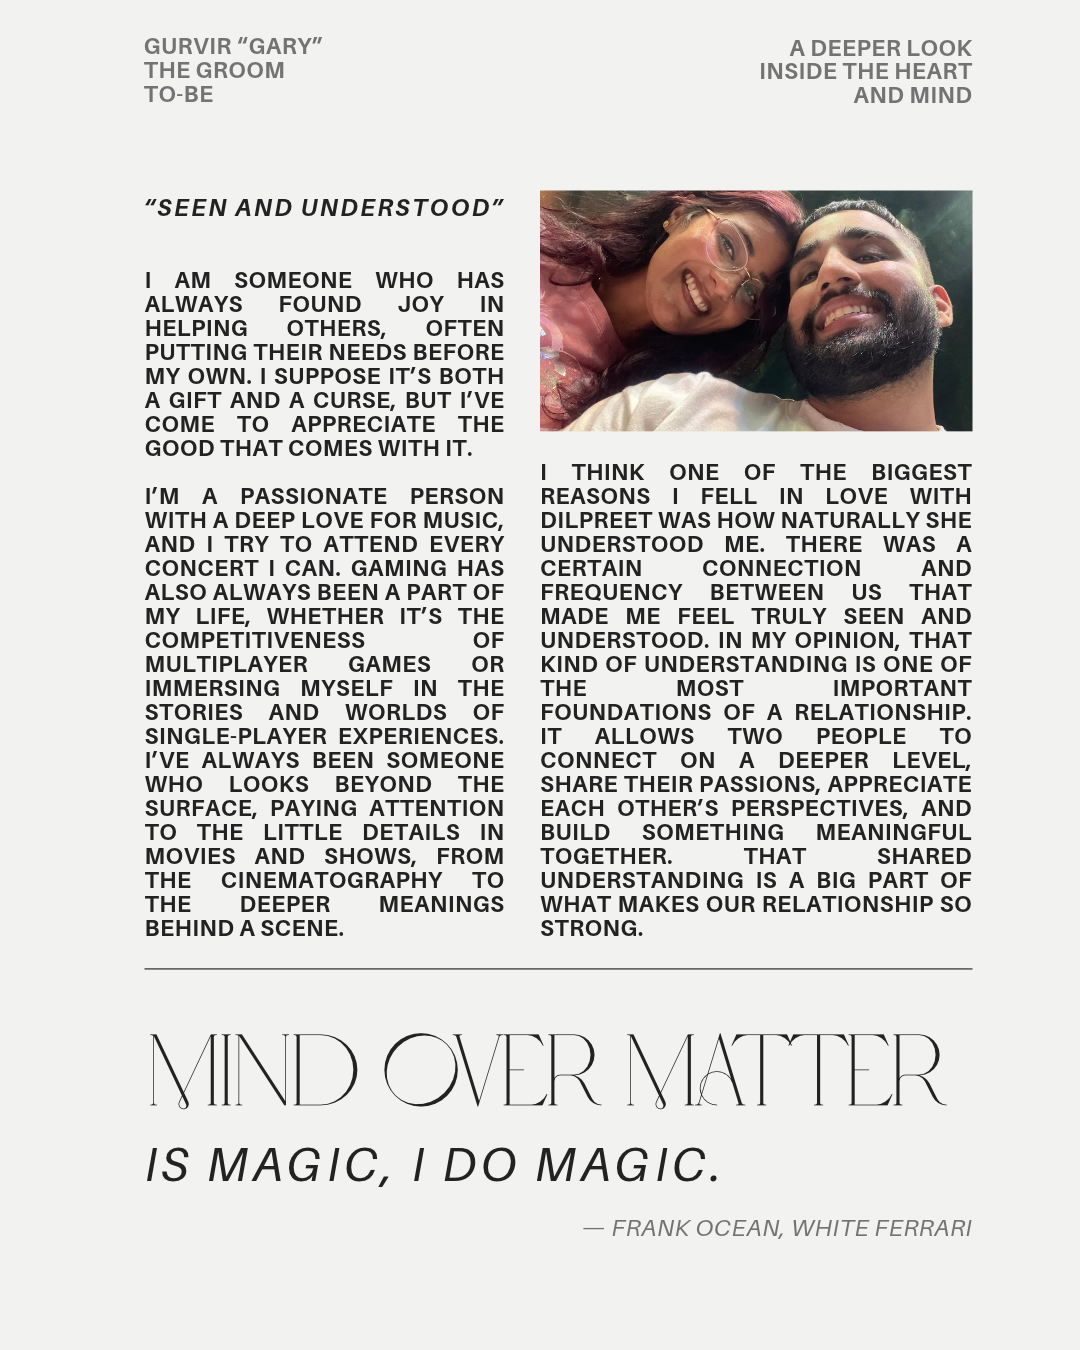 GURVIR “GARY”
THE GROOM
TO-BE
A DEEPER LOOK
INSIDE THE HEART
AND MIND
“SEEN AND UNDERSTOOD”
I AM SOMEONE WHO HAS
ALWAYS FOUND JOY IN
HELPING OTHERS, OFTEN
PUTTING THEIR NEEDS BEFORE
MY OWN. I SUPPOSE IT’S BOTH
A GIFT AND A CURSE, BUT I’VE
COME TO APPRECIATE THE
GOOD THAT COMES WITH IT.
I’M A PASSIONATE PERSON
WITH A DEEP LOVE FOR MUSIC,
AND I TRY TO ATTEND EVERY
CONCERT I CAN. GAMING HAS
ALSO ALWAYS BEEN A PART OF
MY LIFE, WHETHER IT’S THE
COMPETITIVENESS OF
MULTIPLAYER GAMES OR
IMMERSING MYSELF IN THE
STORIES AND WORLDS OF
SINGLE-PLAYER EXPERIENCES.
I’VE ALWAYS BEEN SOMEONE
WHO LOOKS BEYOND THE
SURFACE, PAYING ATTENTION
TO THE LITTLE DETAILS IN
MOVIES AND SHOWS, FROM
THE CINEMATOGRAPHY TO
THE DEEPER MEANINGS
BEHIND A SCENE.
I THINK ONE OF THE BIGGEST
REASONS I FELL IN LOVE WITH
DILPREET WAS HOW NATURALLY SHE
UNDERSTOOD ME. THERE WAS A
CERTAIN CONNECTION AND
FREQUENCY BETWEEN US THAT
MADE ME FEEL TRULY SEEN AND
UNDERSTOOD. IN MY OPINION, THAT
KIND OF UNDERSTANDING IS ONE OF
THE MOST IMPORTANT
FOUNDATIONS OF A RELATIONSHIP.
IT ALLOWS TWO PEOPLE TO
CONNECT ON A DEEPER LEVEL,
SHARE THEIR PASSIONS, APPRECIATE
EACH OTHER’S PERSPECTIVES, AND
BUILD SOMETHING MEANINGFUL
TOGETHER. THAT SHARED
UNDERSTANDING IS A BIG PART OF
WHAT MAKES OUR RELATIONSHIP SO
STRONG.
MIND OVER MATTER
IS MAGIC, I DO MAGIC.
— FRANK OCEAN, WHITE FERRARI